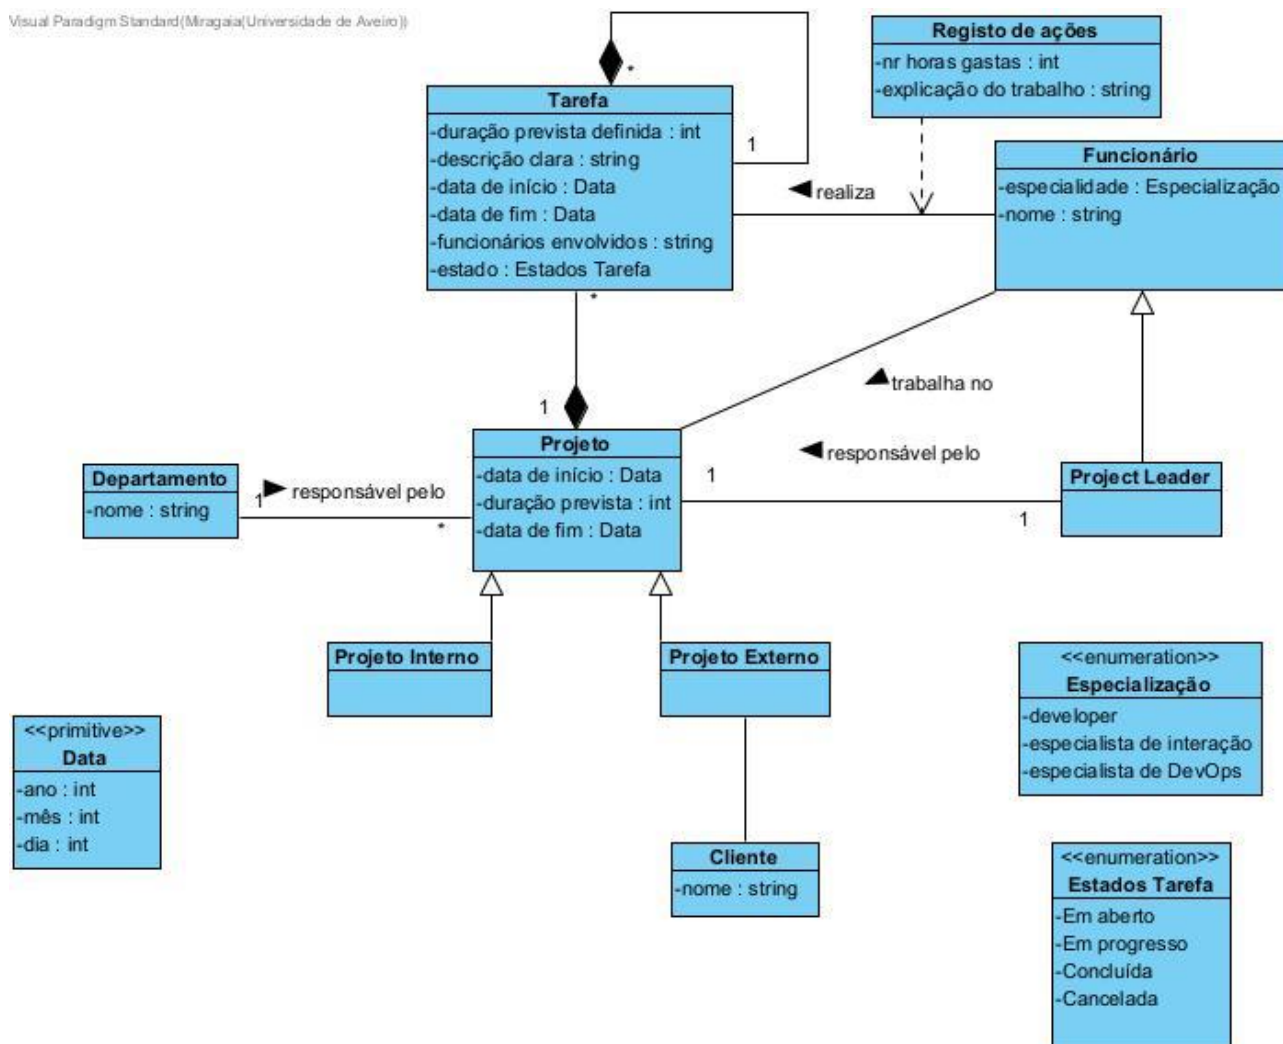 Visual Paradigm Standard(Miragaia(Universidade de Aveiro))
*
Tarefa
-duração prevista definida : int
-descrição clara : string
-data de início : Data
-data de fim : Data
-funcionários envolvidos : string
-estado : Estados Tarefa
1
Registo de ações
-nr horas gastas : int
-explicação do trabalho : string
realiza
Funcionário
-especialidade : Especialização
-nome : string
*
trabalha no
1
Projeto
-data de início : Data
-duração prevista : int
-data de fim : Data
responsável pelo
1
1
Project Leader
Departamento
-nome : string
1
responsável pelo
*
Projeto Interno
Projeto Externo
<<primitive>>
Data
-ano : int
-mês : int
-dia : int
Cliente
-nome : string
<<enumeration>>
Especialização
-developer
-especialista de interação
-especialista de DevOps
<<enumeration>>
Estados Tarefa
-Em aberto
-Em progresso
-Concluída
-Cancelada